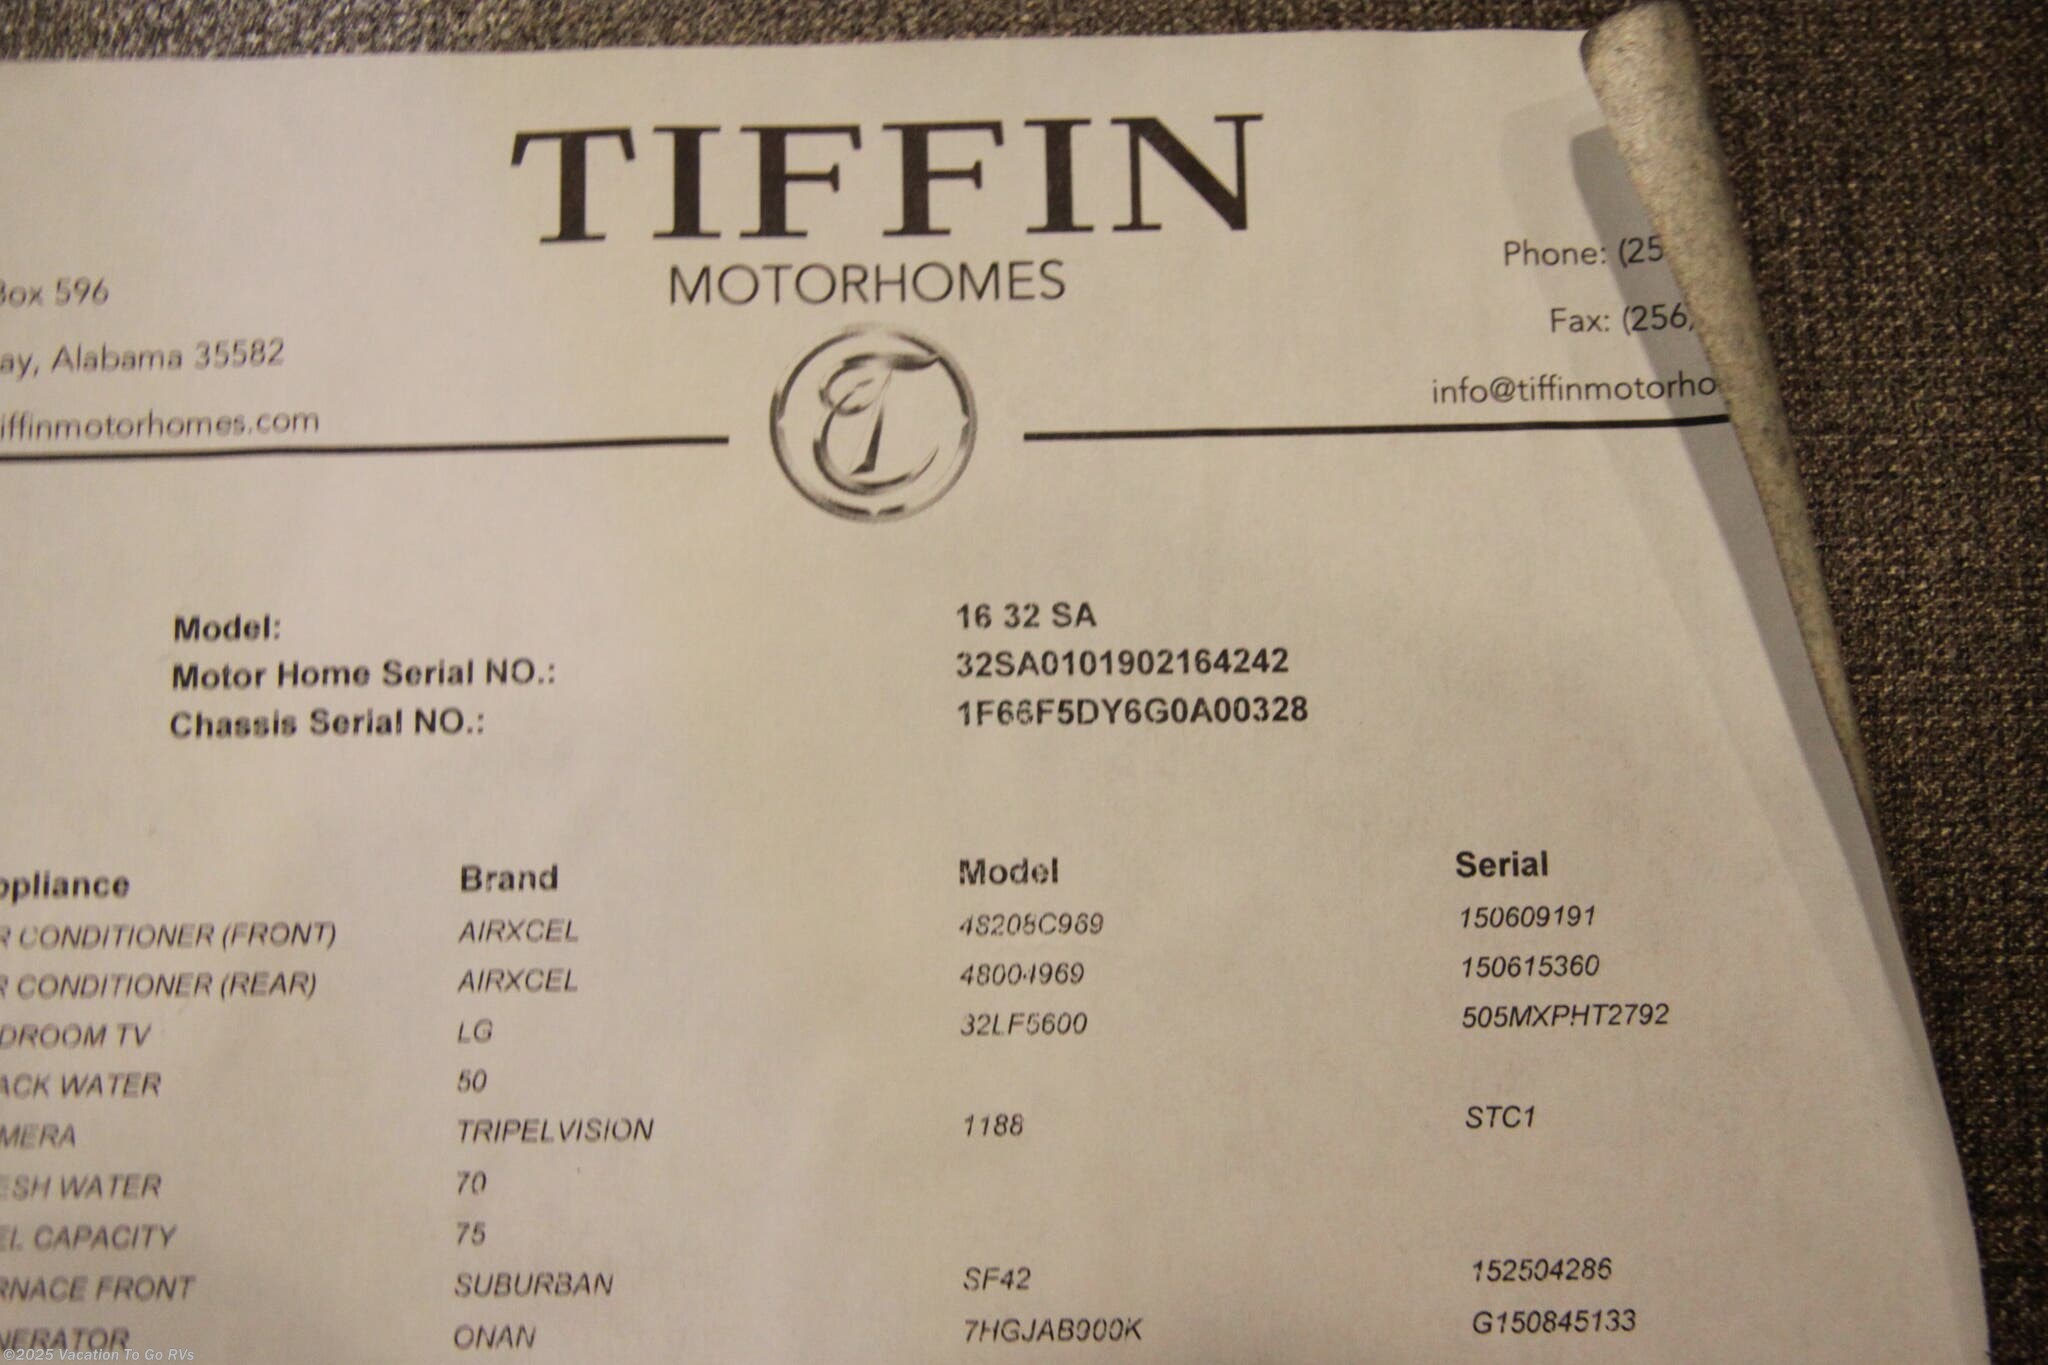 TIFFIN
MOTORHOMES
Box 596
Phone: (25
ay, Alabama 35582
Fax: (256)
iffinmotorhomes.com
info@tiffinmotorho
Model: 16 32 SA
Motor Home Serial NO.: 32SA0101902164242
Chassis Serial NO.: 1F66F5DY6G0A00328
ppliance Brand Model Serial
R CONDITIONER (FRONT) AIRXCEL 48208C969 150609191
R CONDITIONER (REAR) AIRXCEL 48004969 150615360
DROOM TV LG 32LF5600 505MXPHT2792
ACK WATER 50
MERA TRIPELVISION 1188 STC1
ESH WATER 70
EL CAPACITY 75
RNACE FRONT SUBURBAN SF42 152504286
NERATOR ONAN 7HGJAB900K G150845133
©2025 Vacation To Go RVs